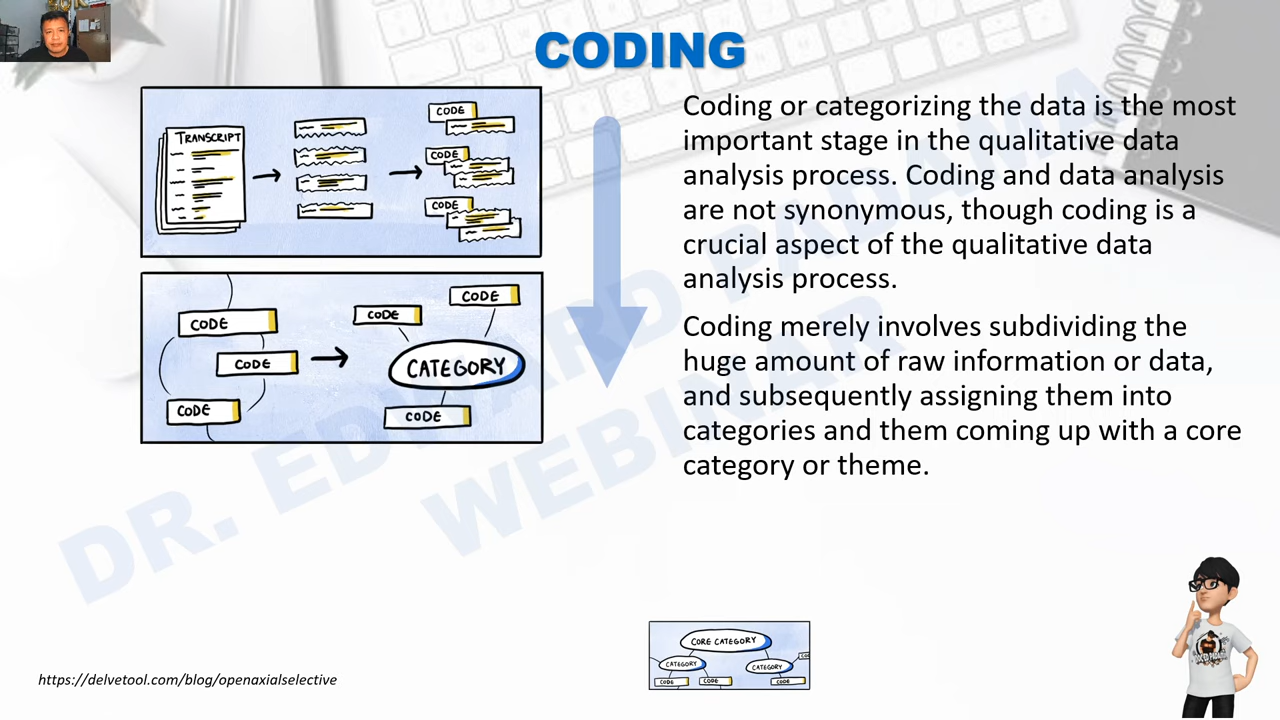 CODING
TRANSCRIPT
CODE
CODE
CODE
CODE
CODE
CODE
CODE
CODE
CATEGORY
CODE
Coding or categorizing the data is the most
important stage in the qualitative data
analysis process. Coding and data analysis
are not synonymous, though coding is a
crucial aspect of the qualitative data
analysis process.
Coding merely involves subdividing the
huge amount of raw information or data,
and subsequently assigning them into
categories and them coming up with a core
category or theme.
CORE CATEGORY
CATEGORY
CATEGORY
CODE
CODE
CODE
https://delvetool.com/blog/openaxialselective
WEBINAR